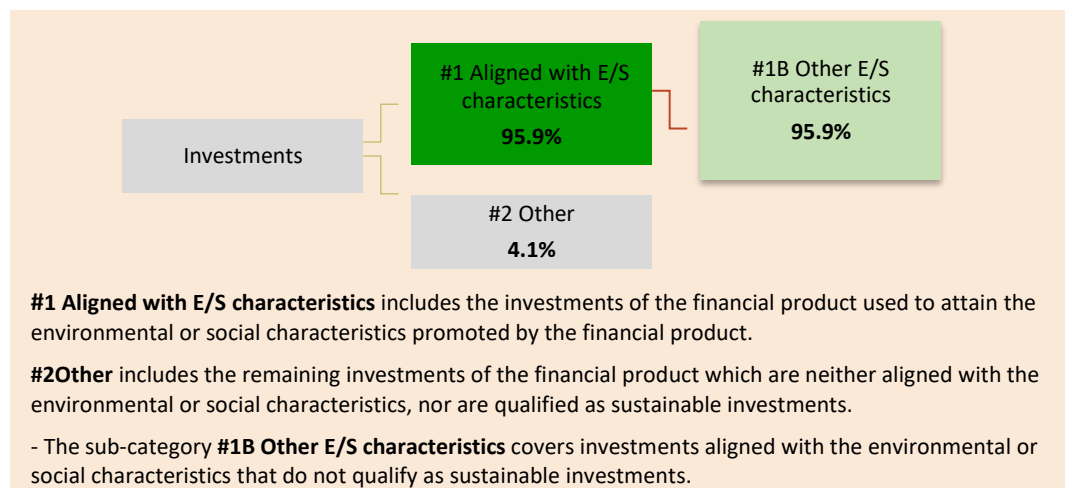 #1 Aligned with E/S
characteristics
95.9%
#1B Other E/S
characteristics
95.9%
Investments
#2 Other
4.1%
#1 Aligned with E/S characteristics includes the investments of the financial product used to attain the
environmental or social characteristics promoted by the financial product.
#2Other includes the remaining investments of the financial product which are neither aligned with the
environmental or social characteristics, nor are qualified as sustainable investments.
- The sub-category #1B Other E/S characteristics covers investments aligned with the environmental or
social characteristics that do not qualify as sustainable investments.